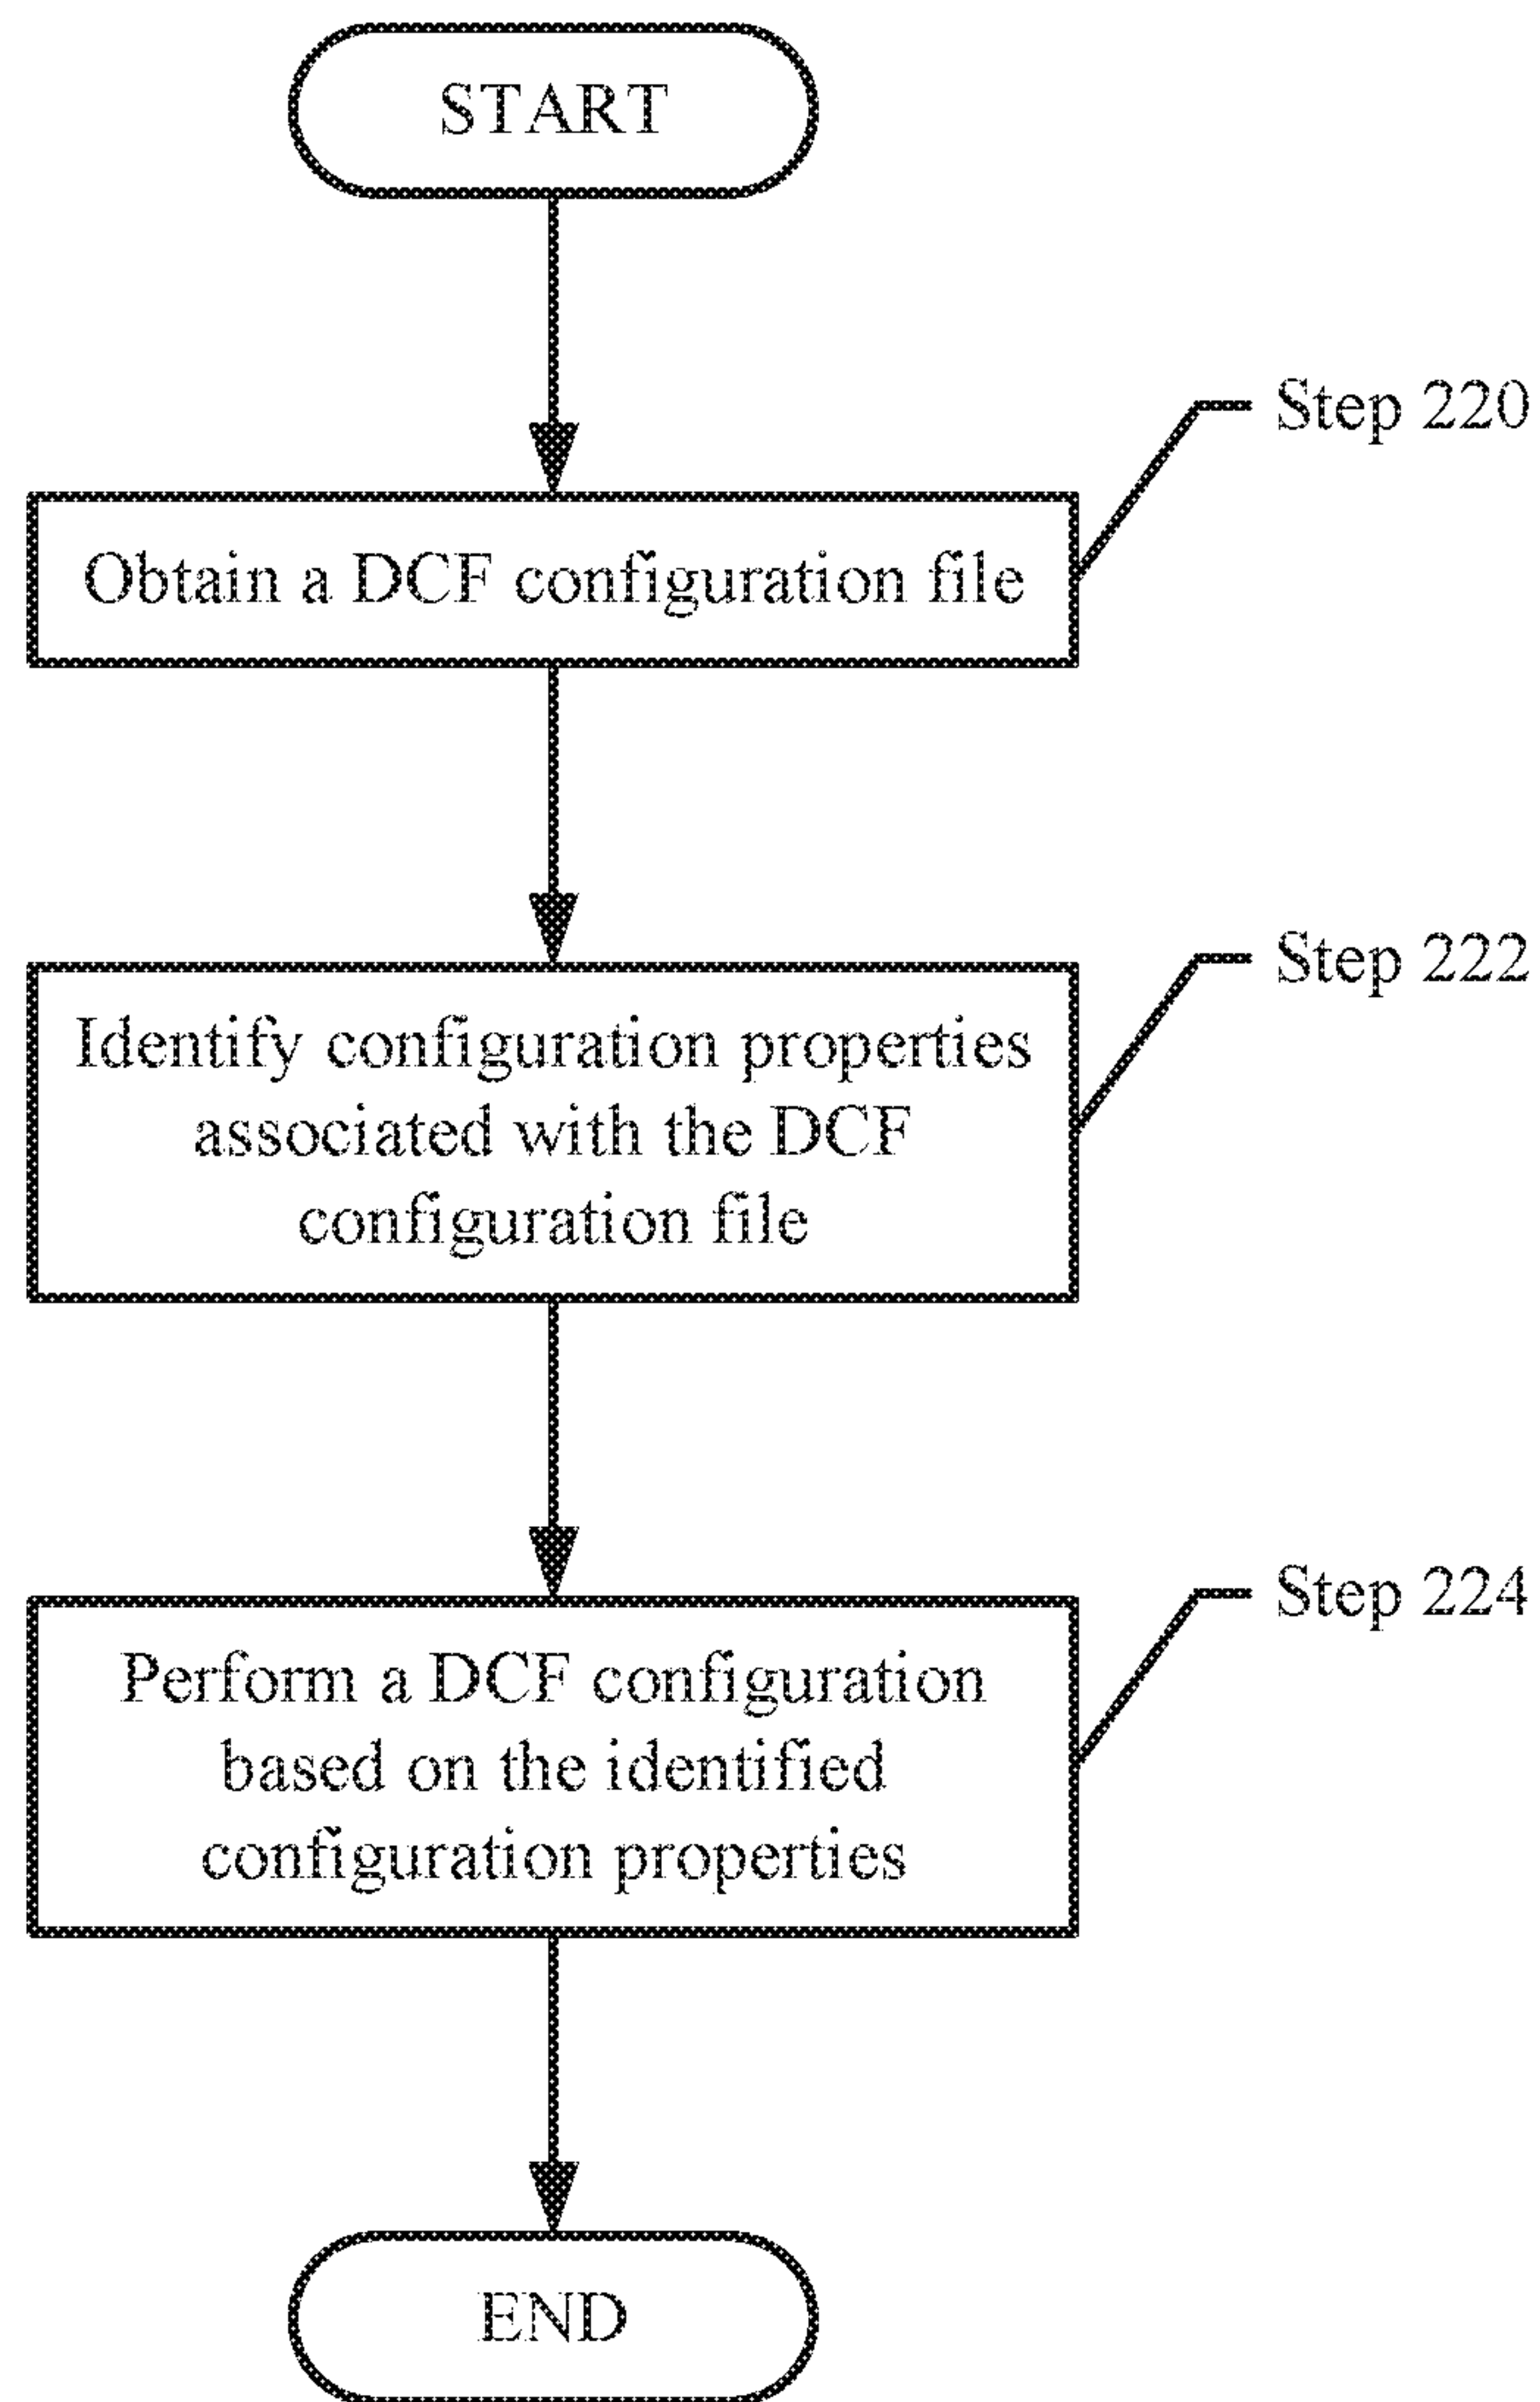 START
Step 220
Obtain a DCF configuration file
Step 222
Identify configuration properties
associated with the DCF
configuration file
Step 224
Perform a DCF configuration
based on the identified
configuration properties
END